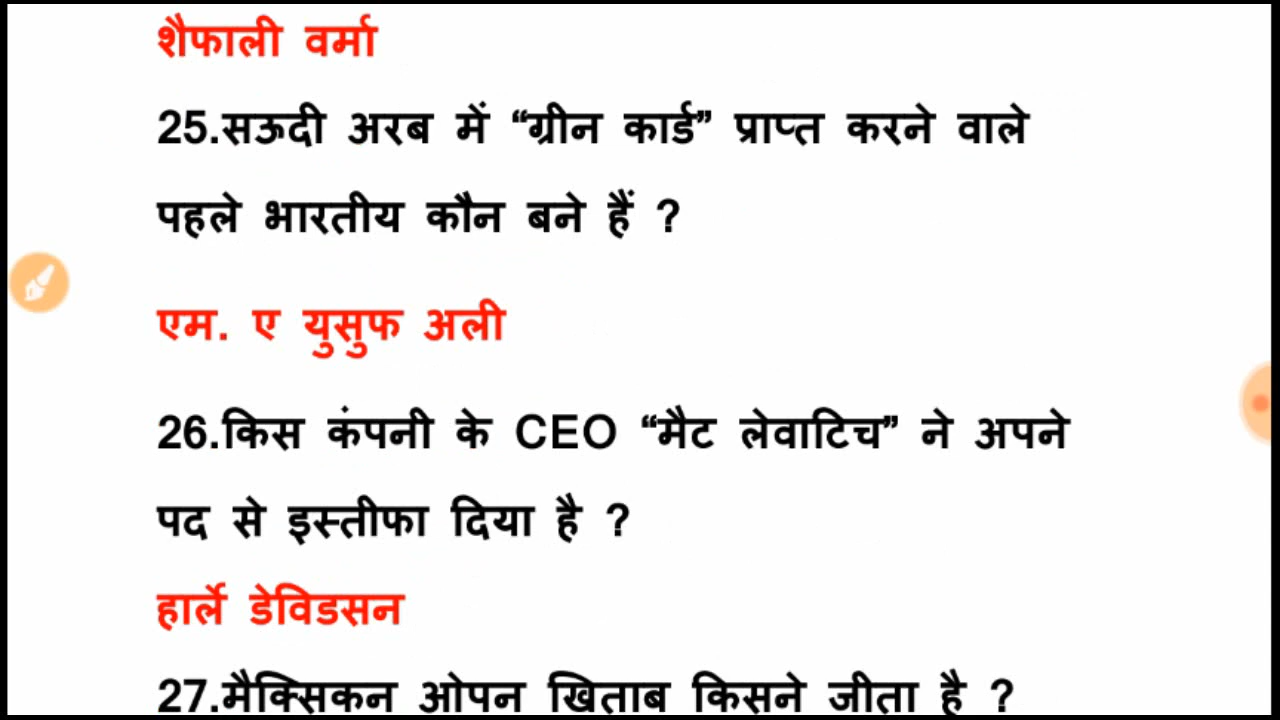 शैफाली वर्मा
25.सऊदी अरब में “ग्रीन कार्ड” प्राप्त करने वाले
पहले भारतीय कौन बने हैं ?
एम. ए युसुफ अली
26.किस कंपनी के CEO “मैट लेवाटिच” ने अपने
पद से इस्तीफा दिया है ?
हार्ले डेविडसन
27.मैक्सिकन ओपन खिताब किसने जीता है ?